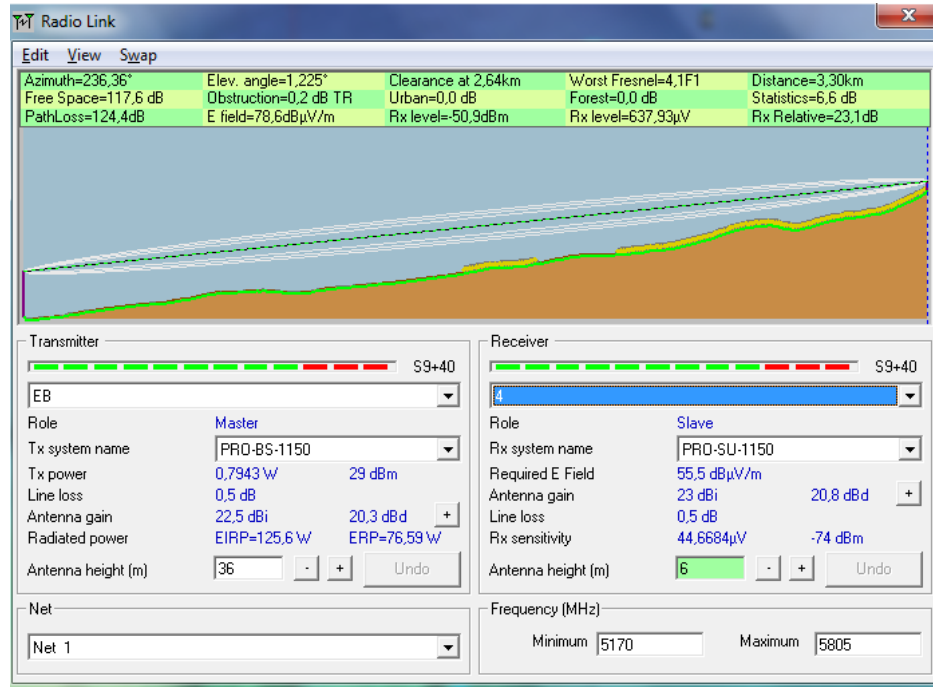 Radio Link
Edit View Swap
Azimuth=236,36° Elev. angle=1,225° Clearance at 2,64km Worst Fresnel=4,1F1 Distance=3,30km
Free Space=117,6 dB Obstruction=0,2 dB TR Urban=0,0 dB Forest=0,0 dB Statistics=6,6 dB
PathLoss=124,4dB E field=78,6dBµV/m Rx level=-50,9dBm Rx level=637,93µV Rx Relative=23,1dB
Transmitter
S9+40
EB
Role Master
Tx system name PRO-BS-1150
Tx power 0,7943 W 29 dBm
Line loss 0,5 dB
Antenna gain 22,5 dBi 20,3 dBd +
Radiated power EIRP=125,6 W ERP=76,59 W
Antenna height (m) 36 - + Undo
Receiver
S9+40
4
Role Slave
Rx system name PRO-SU-1150
Required E Field 55,5 dBµV/m
Antenna gain 23 dBi 20,8 dBd +
Line loss 0,5 dB
Rx sensitivity 44,6684µV -74 dBm
Antenna height (m) 6 - + Undo
Net
Net 1
Frequency (MHz)
Minimum 5170 Maximum 5805